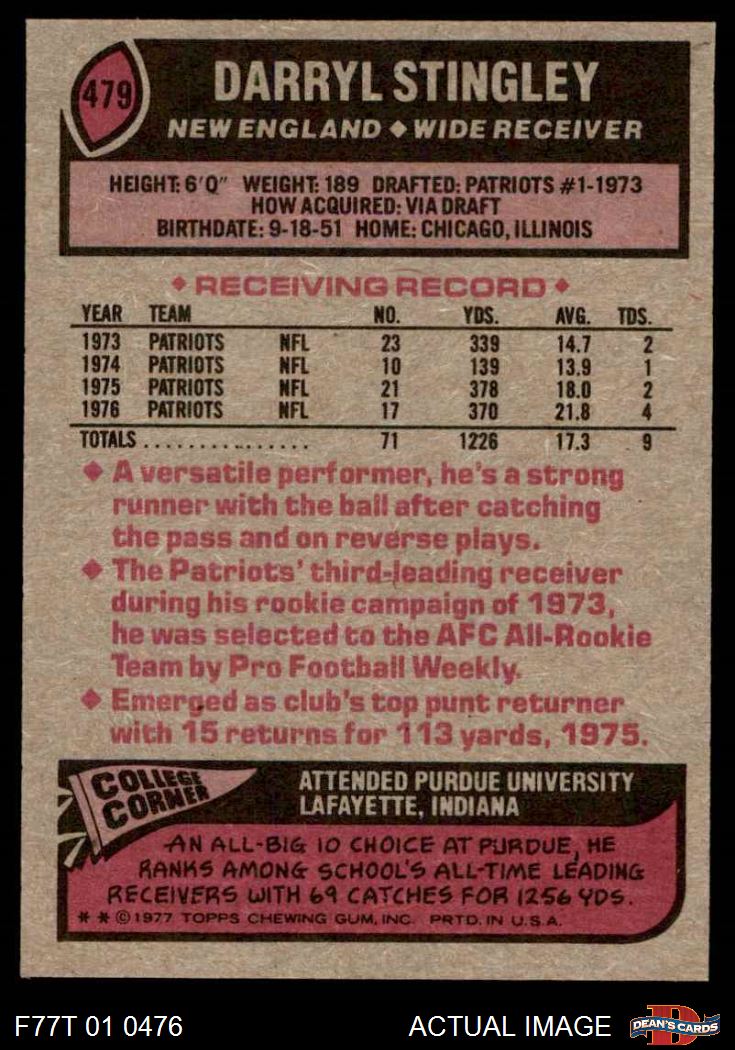 479
DARRYL STINGLEY
NEW ENGLAND ◆ WIDE RECEIVER
HEIGHT: 6'0" WEIGHT: 189 DRAFTED: PATRIOTS #1-1973
HOW ACQUIRED: VIA DRAFT
BIRTHDATE: 9-18-51 HOME: CHICAGO, ILLINOIS
◆ RECEIVING RECORD ◆
YEAR TEAM NO. YDS. AVG. TDS.
1973 PATRIOTS NFL 23 339 14.7 2
1974 PATRIOTS NFL 10 139 13.9 1
1975 PATRIOTS NFL 21 378 18.0 2
1976 PATRIOTS NFL 17 370 21.8 4
TOTALS ................ 71 1226 17.3 9
◆ A versatile performer, he's a strong
runner with the ball after catching
the pass and on reverse plays.
◆ The Patriots' third-leading receiver
during his rookie campaign of 1973,
he was selected to the AFC All-Rookie
Team by Pro Football Weekly.
◆ Emerged as club's top punt returner
with 15 returns for 113 yards, 1975.
COLLEGE
CORNER
ATTENDED PURDUE UNIVERSITY
LAFAYETTE, INDIANA
AN ALL-BIG 10 CHOICE AT PURDUE, HE
RANKS AMONG SCHOOL'S ALL-TIME LEADING
RECEIVERS WITH 69 CATCHES FOR 1256 YDS.
* * © 1977 TOPPS CHEWING GUM, INC. PRTD. IN U.S.A.
F77T 01 0476
ACTUAL IMAGE
D
DEAN'S CARDS